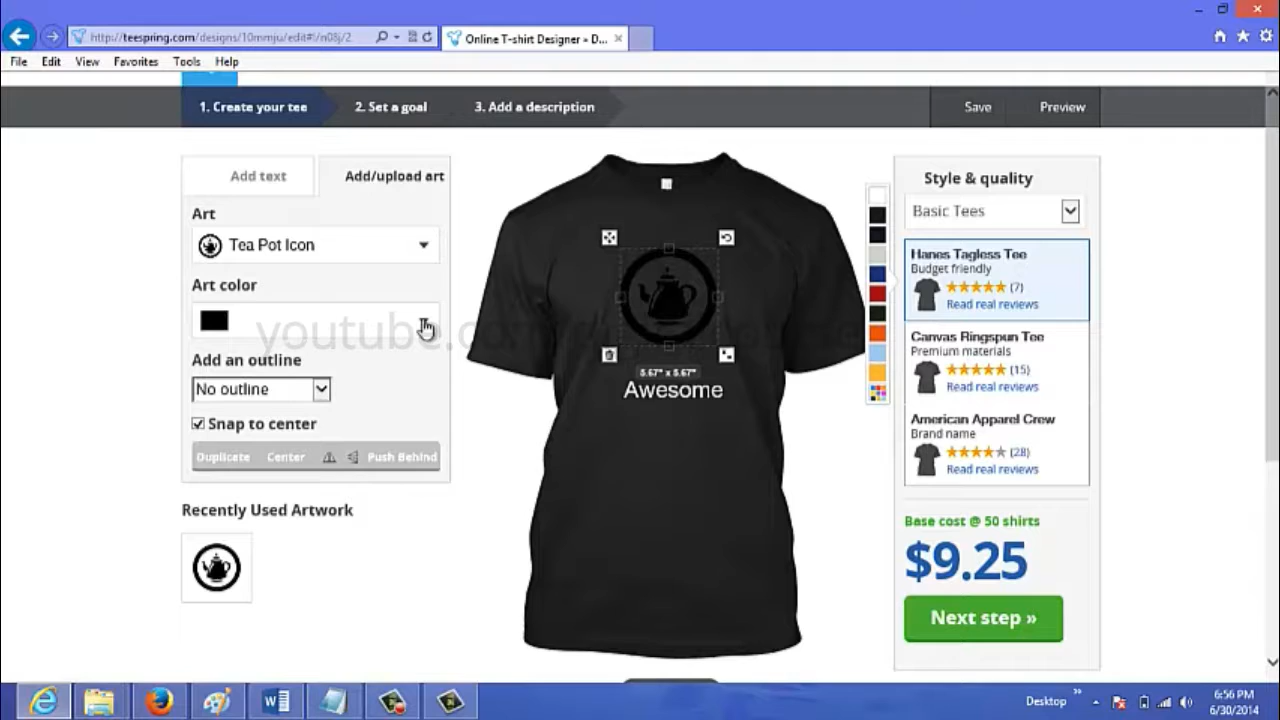 http://teespring.com/designs/10mmju/edit#!/n08j/2
Online T-shirt Designer » D...
File Edit View Favorites Tools Help
1. Create your tee
2. Set a goal
3. Add a description
Save
Preview
Add text
Add/upload art
Art
Tea Pot Icon
Art color
Add an outline
No outline
Snap to center
Duplicate
Center
Push Behind
Recently Used Artwork
5.67" x 5.67"
Awesome
Style & quality
Basic Tees
Hanes Tagless Tee
Budget friendly
(7)
Read real reviews
Canvas Ringspun Tee
Premium materials
(15)
Read real reviews
American Apparel Crew
Brand name
(28)
Read real reviews
Base cost @ 50 shirts
$9.25
Next step »
Desktop
6:56 PM
6/30/2014